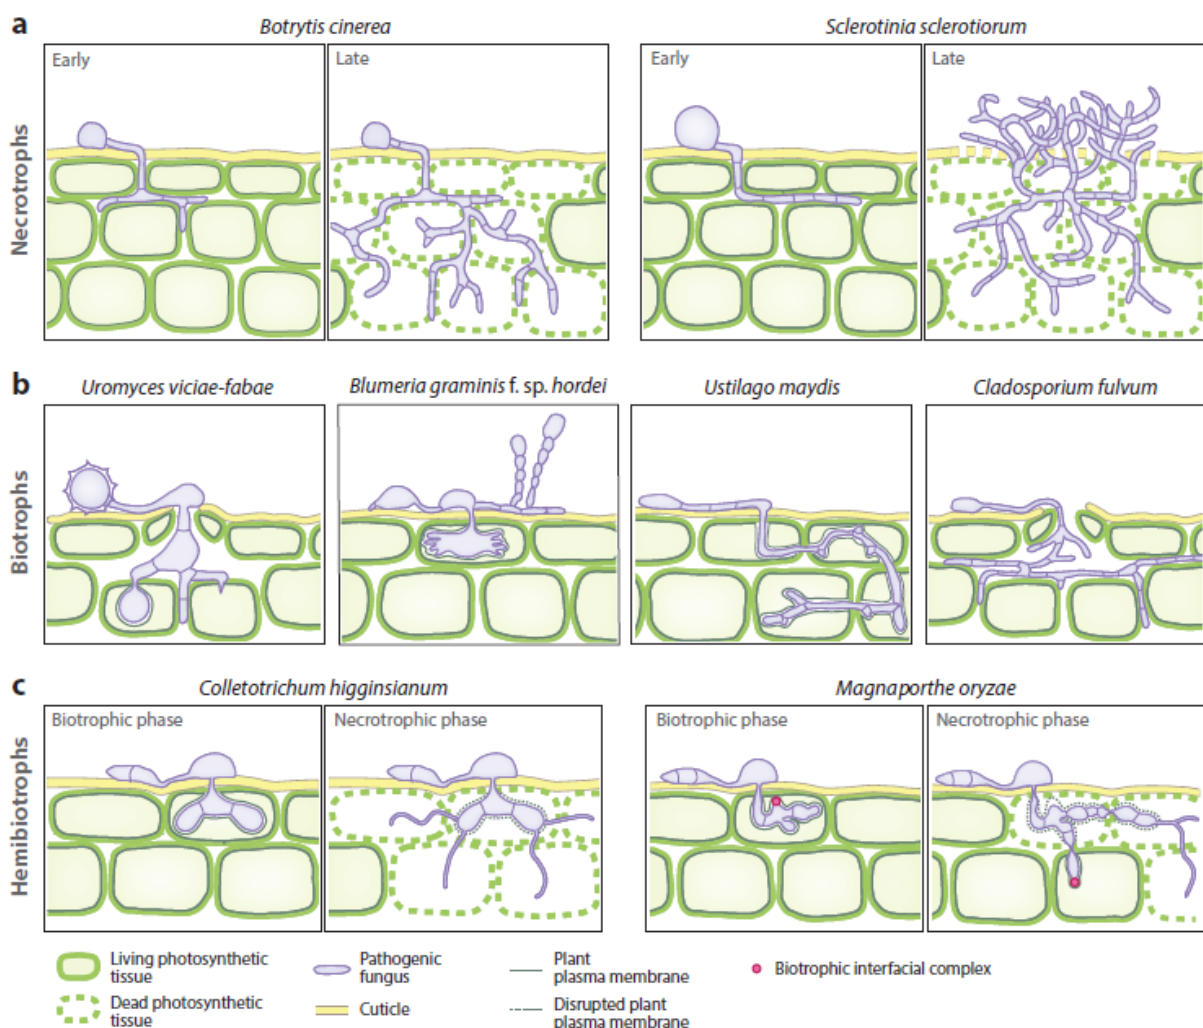 a
Botrytis cinerea
Sclerotinia sclerotiorum
Early
Late
Early
Late
Necrotrophs
b
Uromyces viciae-fabae
Blumeria graminis f. sp. hordei
Ustilago maydis
Cladosporium fulvum
Biotrophs
c
Colletotrichum higginsianum
Magnaporthe oryzae
Biotrophic phase
Necrotrophic phase
Biotrophic phase
Necrotrophic phase
Hemibiotrophs
Living photosynthetic
tissue
Dead photosynthetic
tissue
Pathogenic
fungus
Cuticle
Plant
plasma membrane
Disrupted plant
plasma membrane
Biotrophic interfacial complex